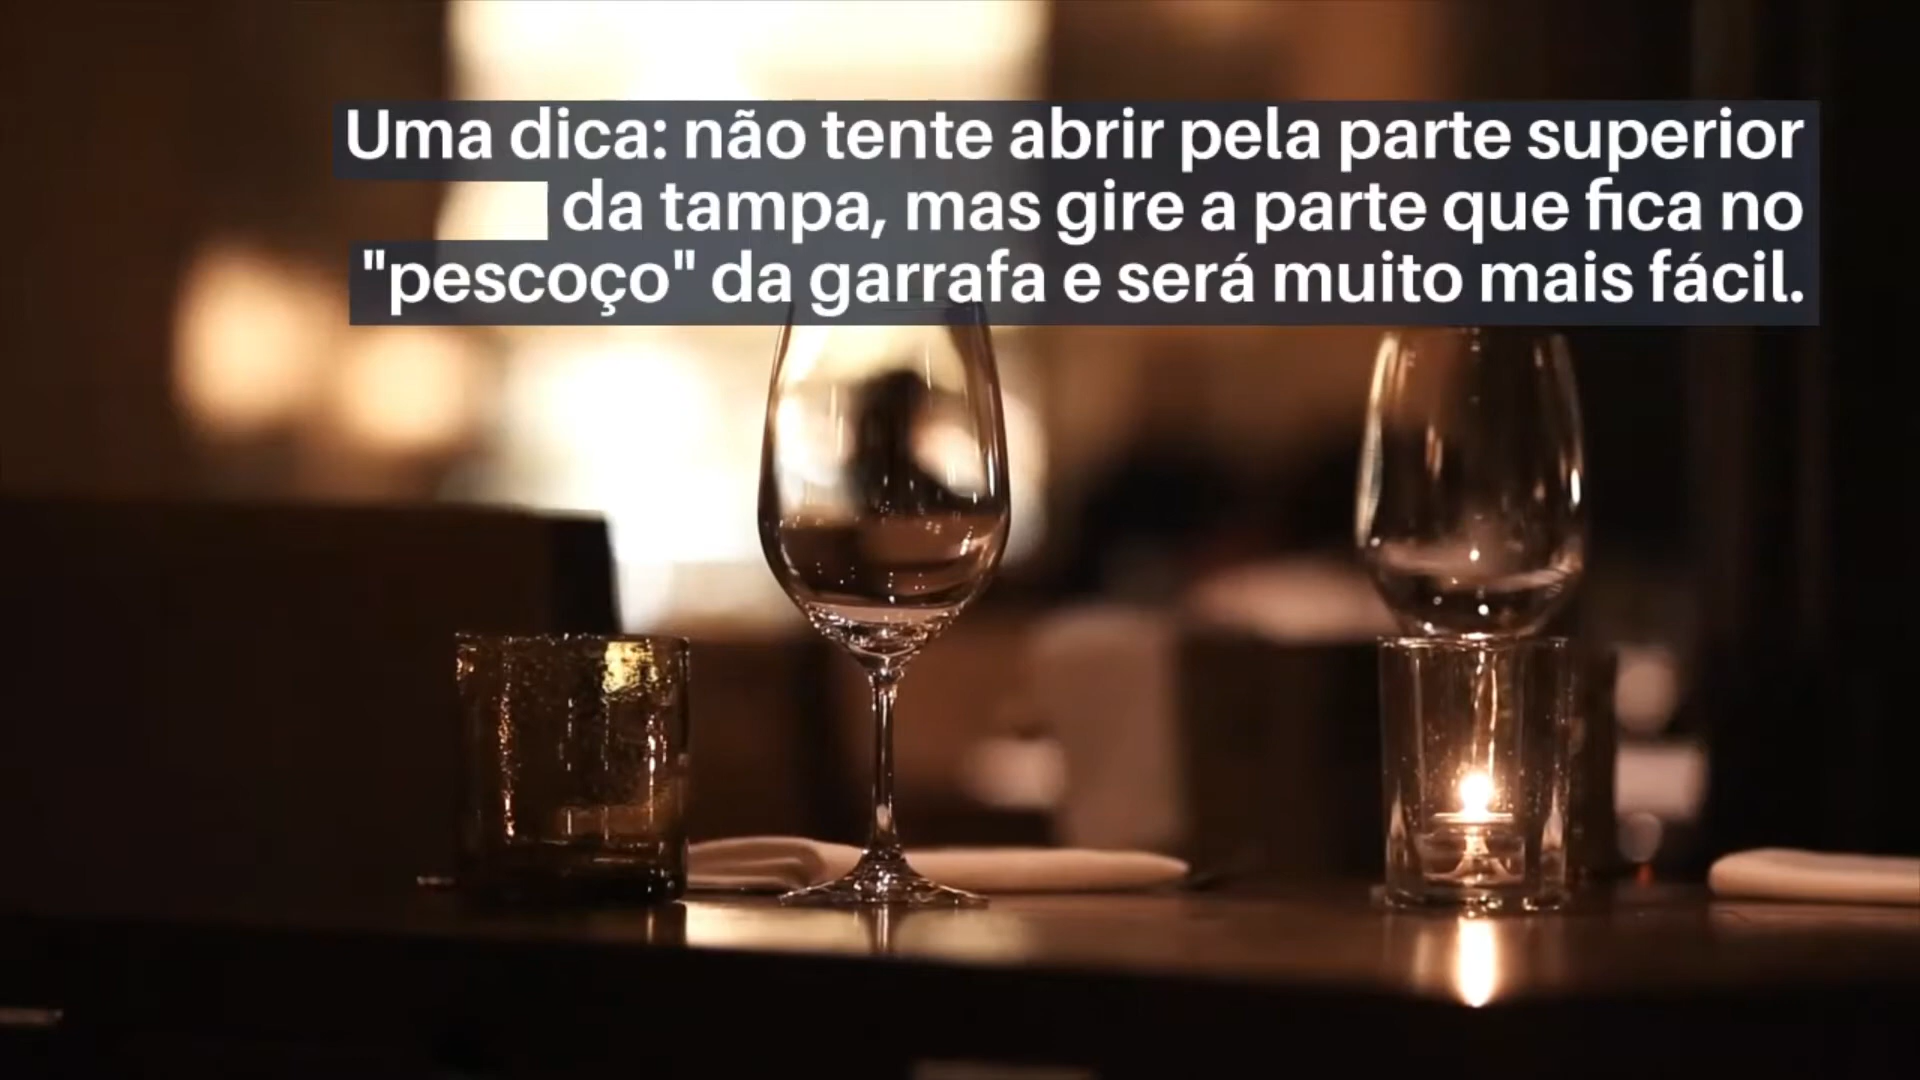 Uma dica: não tente abrir pela parte superior
da tampa, mas gire a parte que fica no
"pescoço" da garrafa e será muito mais fácil.